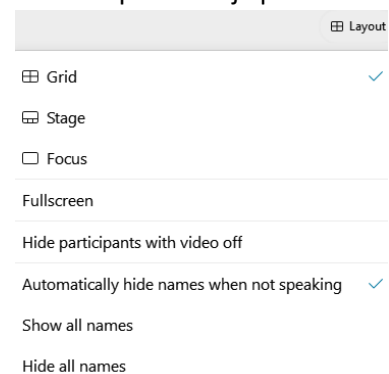 Layout
Grid
Stage
Focus
Fullscreen
Hide participants with video off
Automatically hide names when not speaking
Show all names
Hide all names